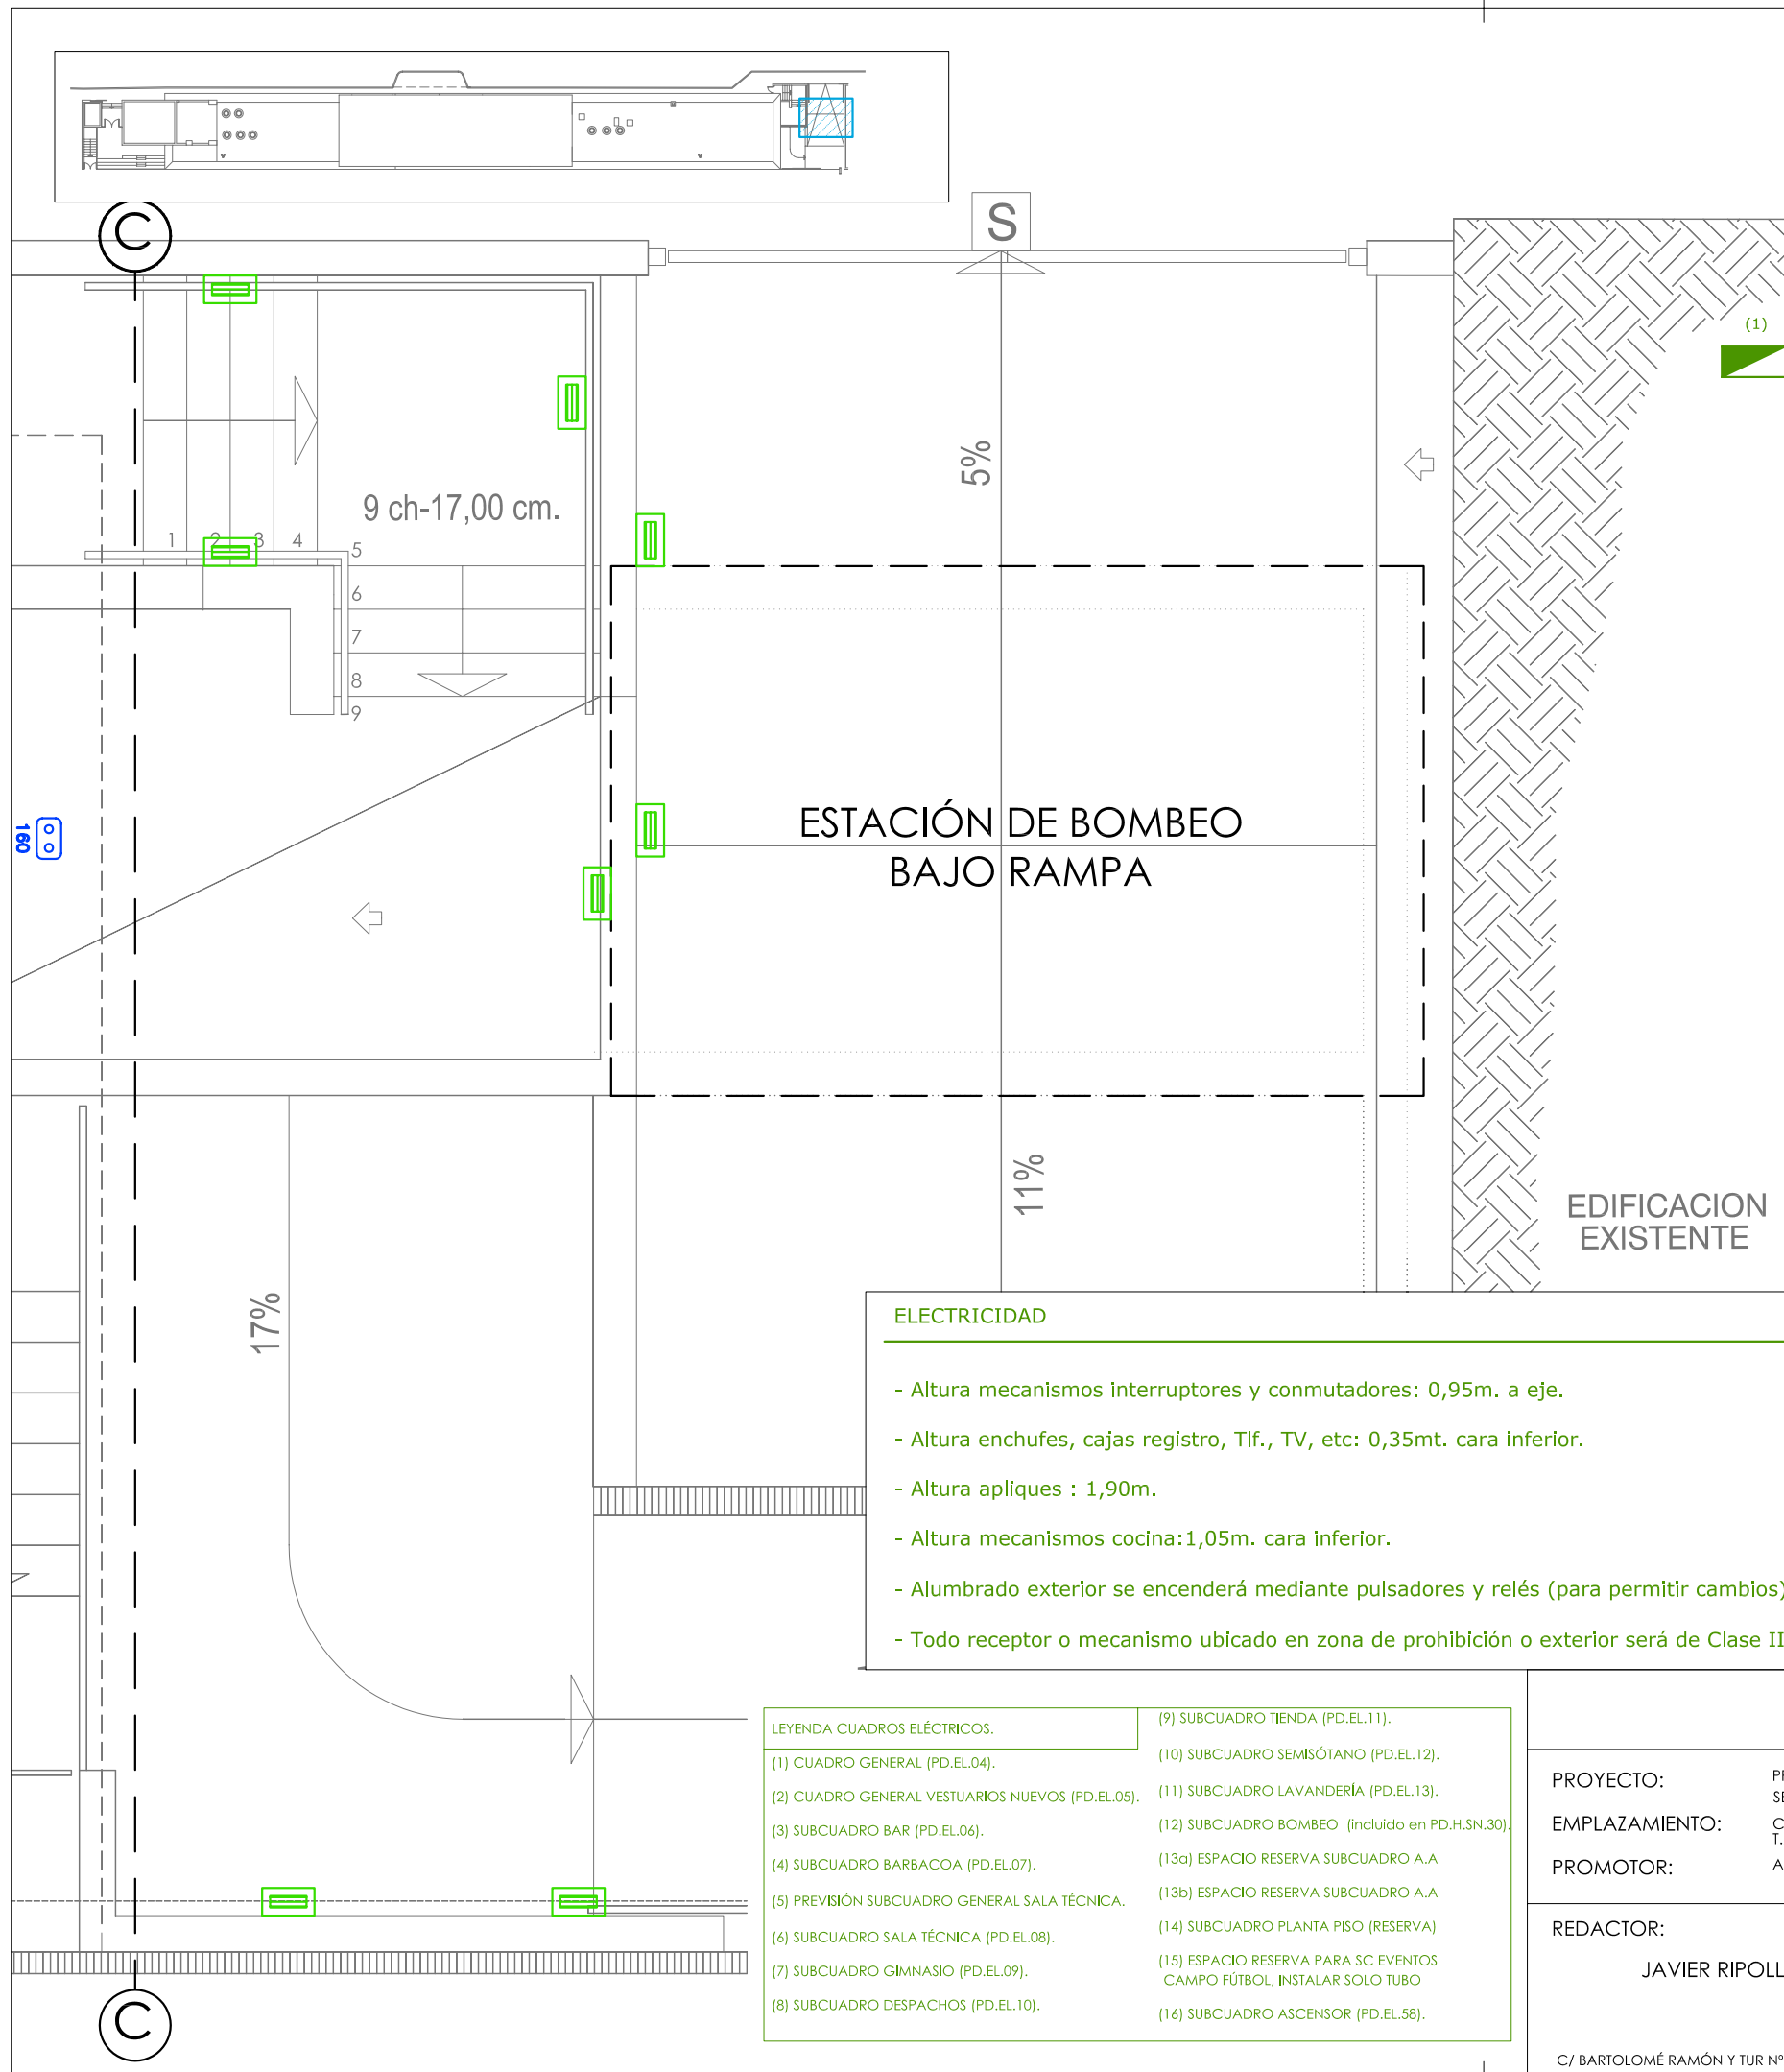 C
S
(1)
5%
9 ch-17,00 cm.
1 2 3 4 5
6
7
8
9
ESTACIÓN DE BOMBEO
BAJO RAMPA
160
11%
EDIFICACION
EXISTENTE
17%
ELECTRICIDAD
- Altura mecanismos interruptores y conmutadores: 0,95m. a eje.
- Altura enchufes, cajas registro, Tlf., TV, etc: 0,35mt. cara inferior.
- Altura apliques : 1,90m.
- Altura mecanismos cocina:1,05m. cara inferior.
- Alumbrado exterior se encenderá mediante pulsadores y relés (para permitir cambios)
- Todo receptor o mecanismo ubicado en zona de prohibición o exterior será de Clase II
LEYENDA CUADROS ELÉCTRICOS.
(1) CUADRO GENERAL (PD.EL.04).
(2) CUADRO GENERAL VESTUARIOS NUEVOS (PD.EL.05).
(3) SUBCUADRO BAR (PD.EL.06).
(4) SUBCUADRO BARBACOA (PD.EL.07).
(5) PREVISIÓN SUBCUADRO GENERAL SALA TÉCNICA.
(6) SUBCUADRO SALA TÉCNICA (PD.EL.08).
(7) SUBCUADRO GIMNASIO (PD.EL.09).
(8) SUBCUADRO DESPACHOS (PD.EL.10).
(9) SUBCUADRO TIENDA (PD.EL.11).
(10) SUBCUADRO SEMISÓTANO (PD.EL.12).
(11) SUBCUADRO LAVANDERÍA (PD.EL.13).
(12) SUBCUADRO BOMBEO (incluido en PD.H.SN.30).
(13a) ESPACIO RESERVA SUBCUADRO A.A
(13b) ESPACIO RESERVA SUBCUADRO A.A
(14) SUBCUADRO PLANTA PISO (RESERVA)
(15) ESPACIO RESERVA PARA SC EVENTOS
CAMPO FÚTBOL, INSTALAR SOLO TUBO
(16) SUBCUADRO ASCENSOR (PD.EL.58).
PROYECTO:
EMPLAZAMIENTO:
T.
PROMOTOR:
REDACTOR:
JAVIER RIPOLL
C/ BARTOLOMÉ RAMÓN Y TUR Nº
C